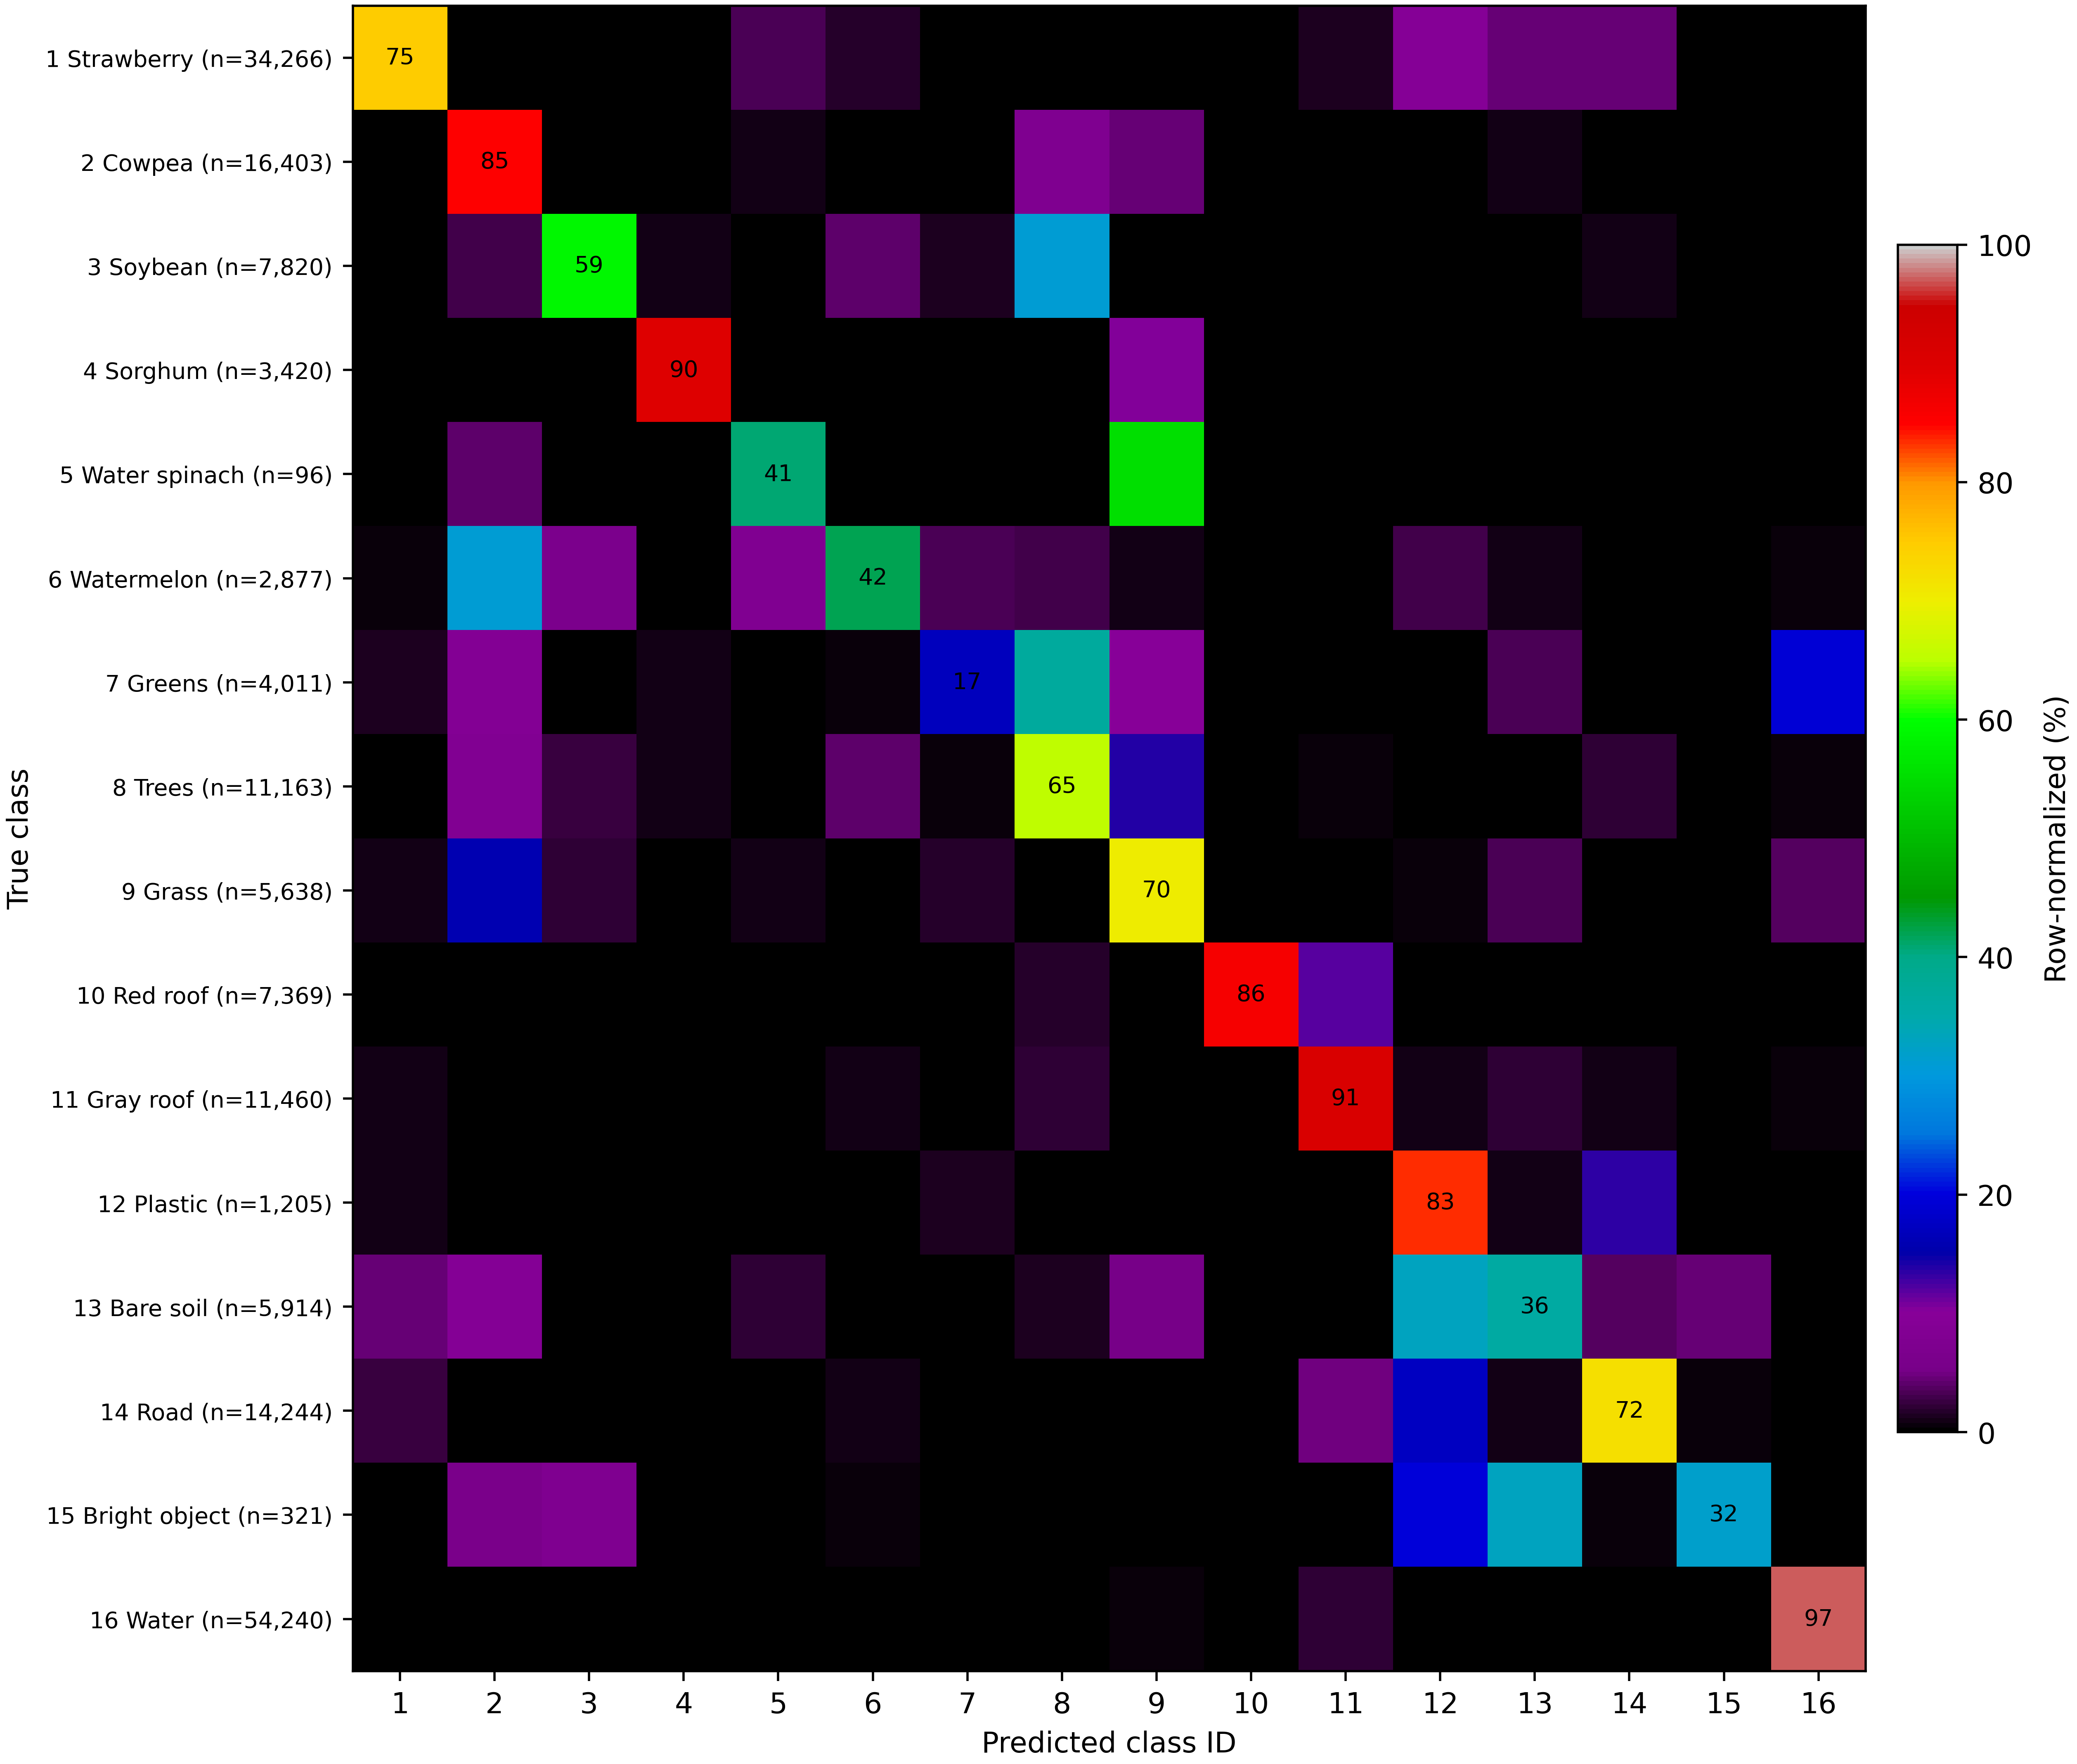 1 Strawberry (n=34,266)
75
2 Cowpea (n=16,403)
85
3 Soybean (n=7,820)
59
4 Sorghum (n=3,420)
90
5 Water spinach (n=96)
41
6 Watermelon (n=2,877)
42
7 Greens (n=4,011)
17
8 Trees (n=11,163)
65
9 Grass (n=5,638)
70
10 Red roof (n=7,369)
86
11 Gray roof (n=11,460)
91
12 Plastic (n=1,205)
83
13 Bare soil (n=5,914)
36
14 Road (n=14,244)
72
15 Bright object (n=321)
32
16 Water (n=54,240)
97
True class
1 2 3 4 5 6 7 8 9 10 11 12 13 14 15 16
Predicted class ID
100
80
60
40
20
0
Row-normalized (%)